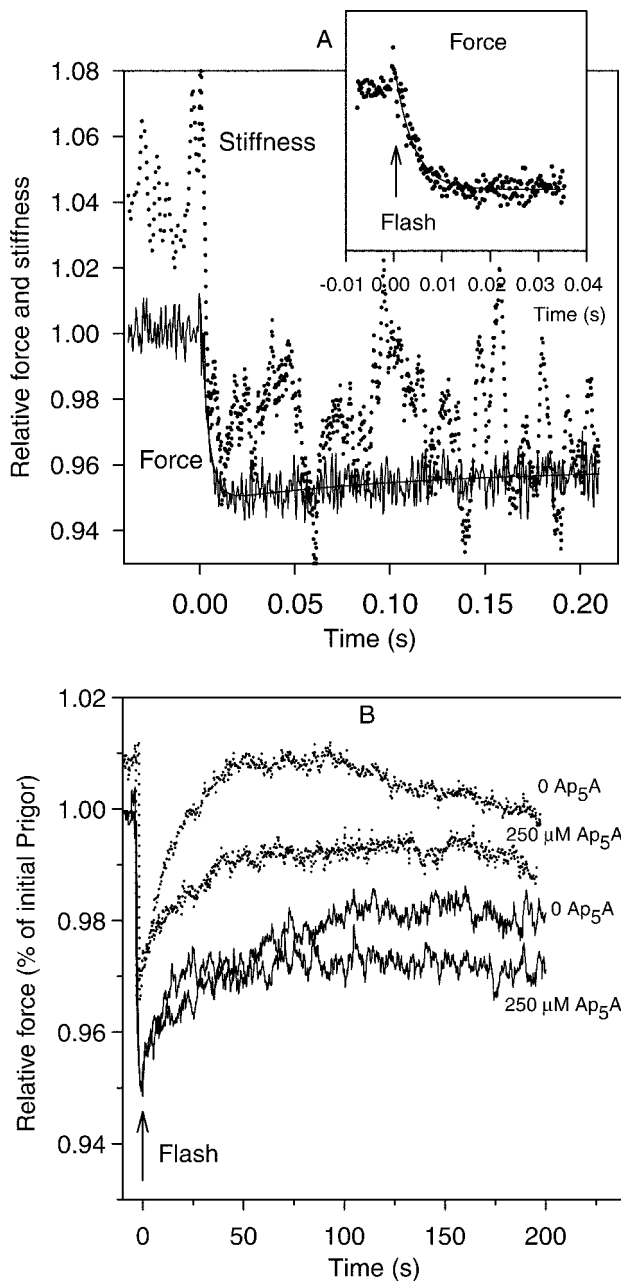 A
Relative force and stiffness
1.08
1.06
1.04
1.02
1.00
0.98
0.96
0.94
Stiffness
Force
0.00 0.05 0.10 0.15 0.20
Time (s)
Force
Flash
-0.01 0.00 0.01 0.02 0.03 0.04
Time (s)
B
Relative force (% of initial Prigor)
1.02
1.00
0.98
0.96
0.94
0 Ap5A
250 μM Ap5A
0 Ap5A
250 μM Ap5A
Flash
0 50 100 150 200
Time (s)